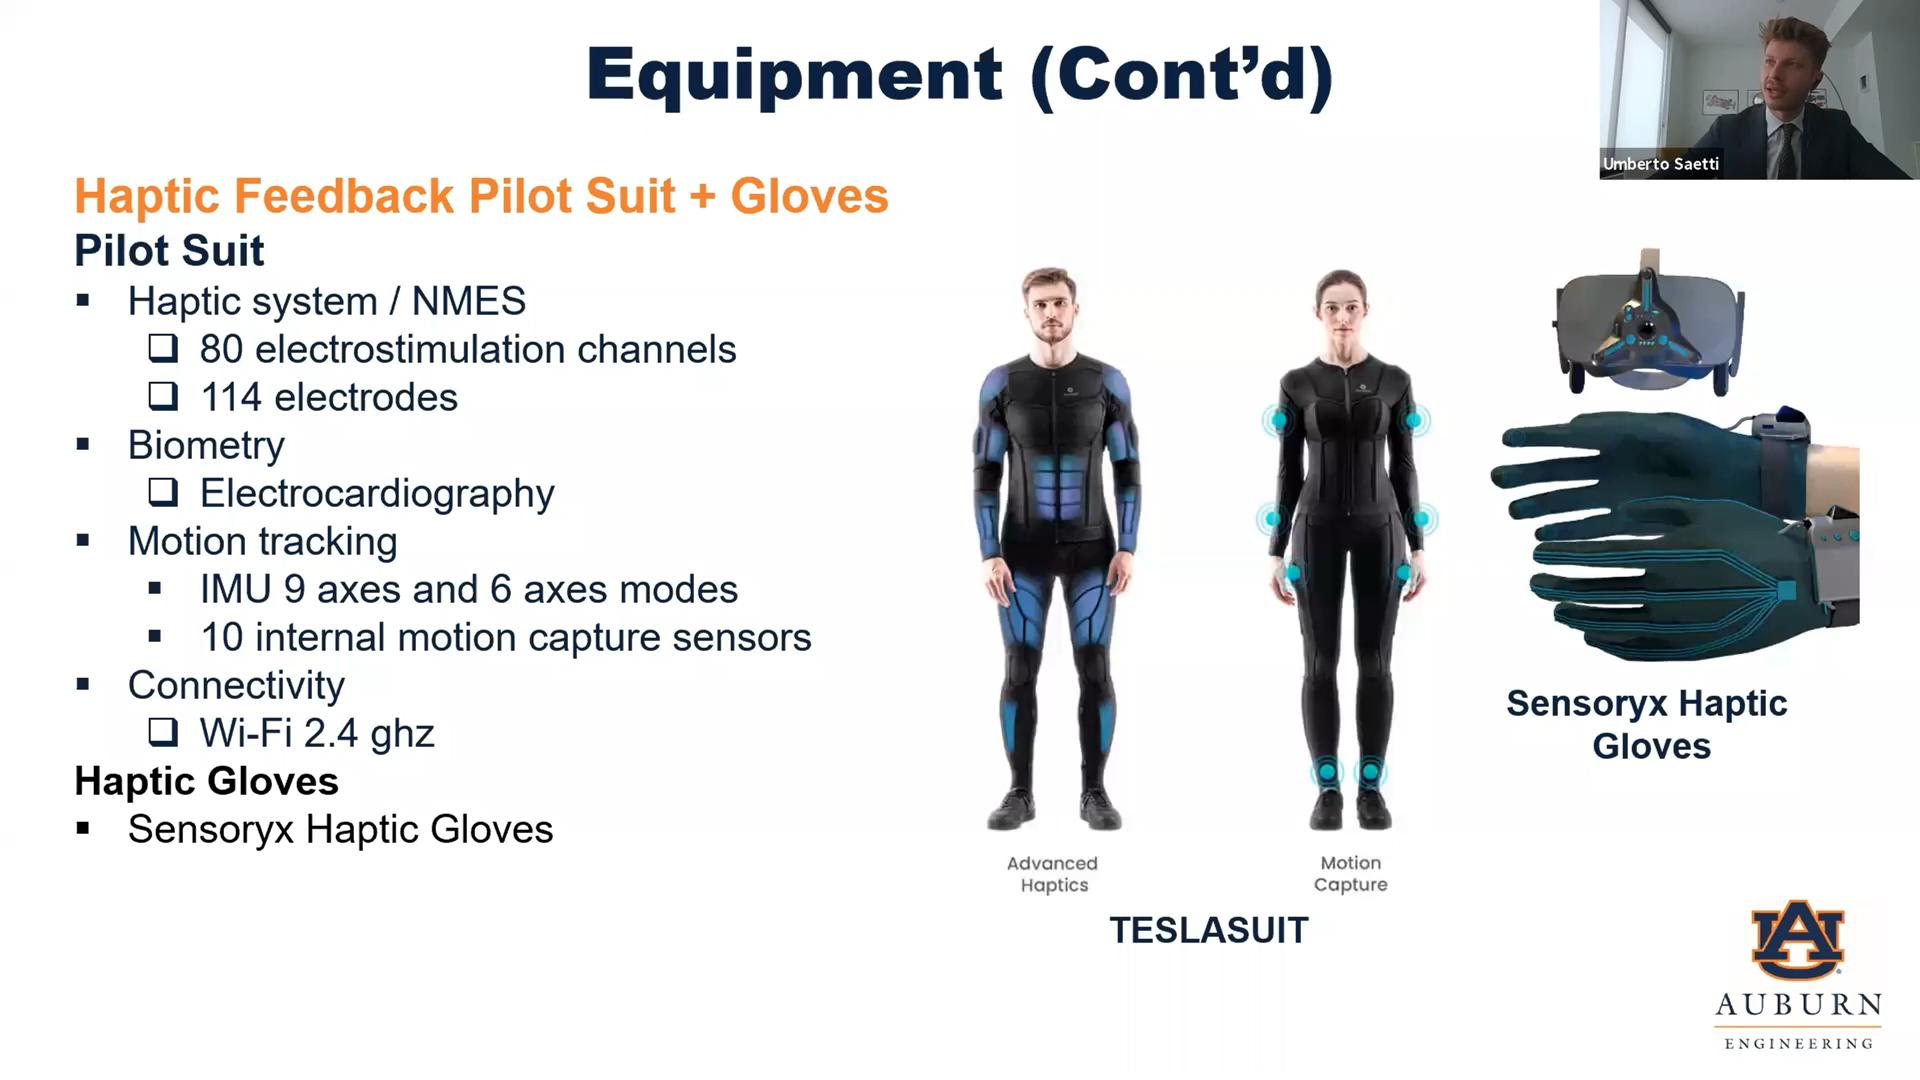 Equipment (Cont’d)
Umberto Saetti
Haptic Feedback Pilot Suit + Gloves
Pilot Suit
Haptic system / NMES
80 electrostimulation channels
114 electrodes
Biometry
Electrocardiography
Motion tracking
IMU 9 axes and 6 axes modes
10 internal motion capture sensors
Connectivity
Wi-Fi 2.4 ghz
Haptic Gloves
Sensoryx Haptic Gloves
Advanced
Haptics
Motion
Capture
TESLASUIT
Sensoryx Haptic
Gloves
AU
AUBURN
ENGINEERING